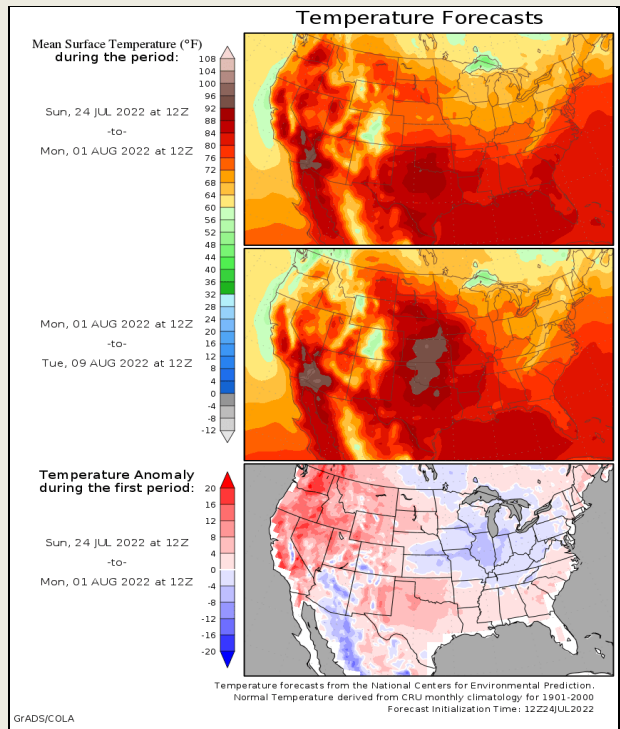 Temperature Forecasts
Mean Surface Temperature (°F)
during the period:
108
104
100
96
92
88
84
80
76
72
68
64
60
56
52
48
44
40
36
32
28
24
20
16
12
8
4
0
-4
-8
-12
Sun, 24 JUL 2022 at 12Z
-to-
Mon, 01 AUG 2022 at 12Z
Mon, 01 AUG 2022 at 12Z
-to-
Tue, 09 AUG 2022 at 12Z
Temperature Anomaly
during the first period:
20
16
12
8
4
0
-4
-8
-12
-16
-20
Sun, 24 JUL 2022 at 12Z
-to-
Mon, 01 AUG 2022 at 12Z
Temperature forecasts from the National Centers for Environmental Prediction.
Normal Temperature derived from CRU monthly climatology for 1901-2000
Forecast Initialization Time: 12Z24JUL2022
GrADS/COLA